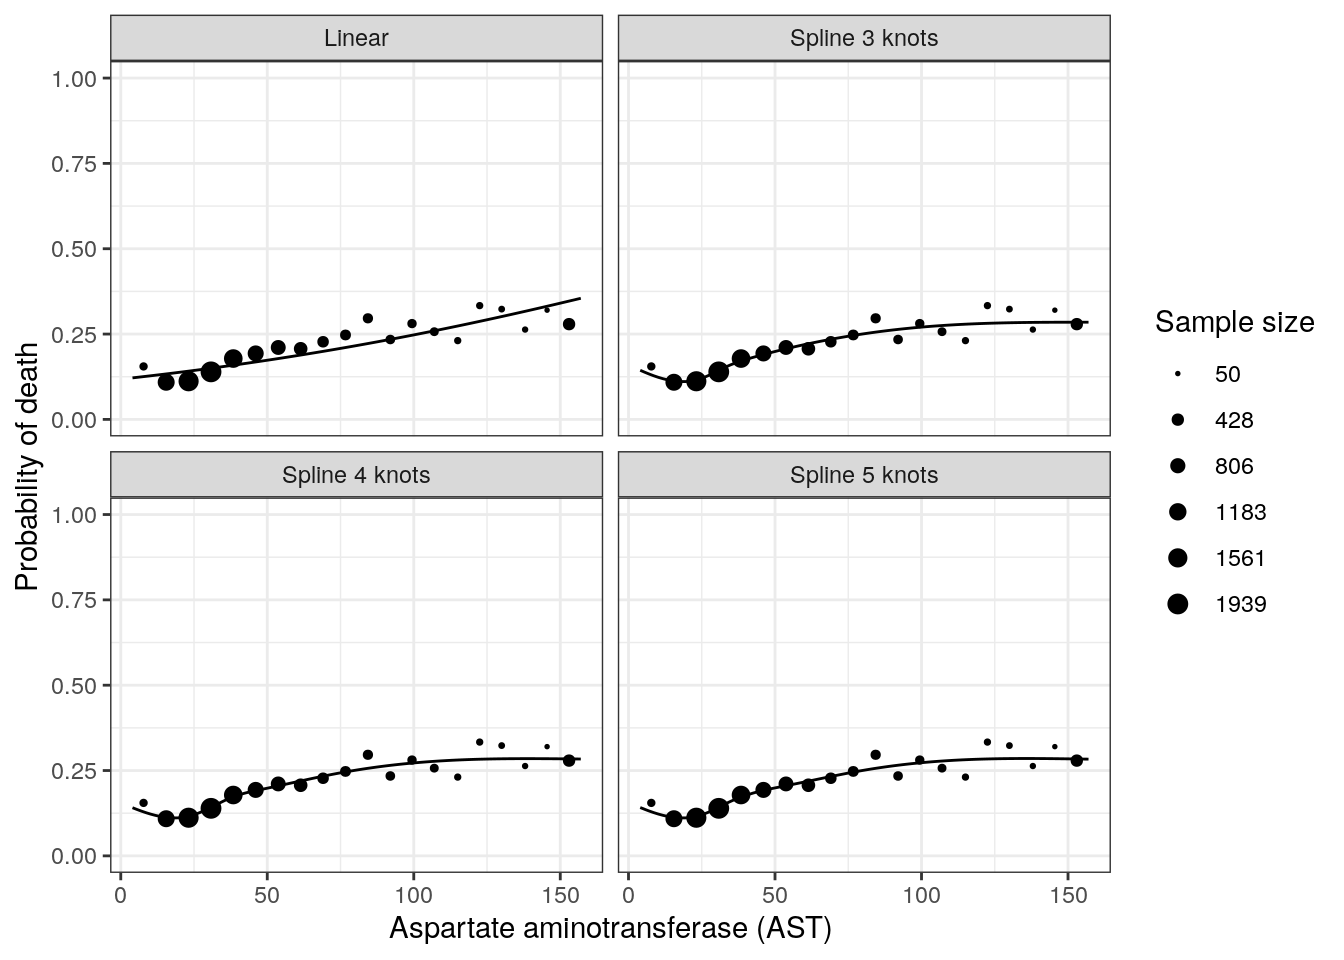 Linear
Spline 3 knots
1.00
0.75
0.50
0.25
0.00
Spline 4 knots
Spline 5 knots
1.00
0.75
0.50
0.25
0.00
0 50 100 150
0 50 100 150
Probability of death
Aspartate aminotransferase (AST)
Sample size
50
428
806
1183
1561
1939